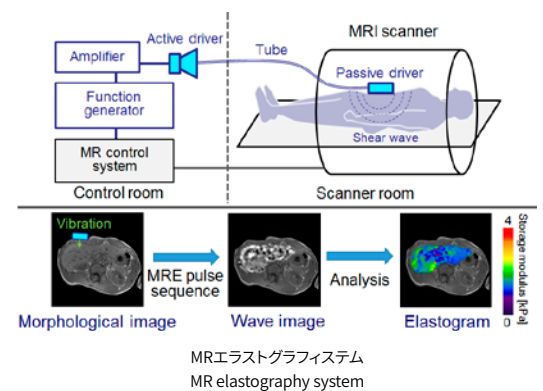 MRI scanner
Active driver
Tube
Amplifier
Passive driver
Function
generator
Shear wave
MR control
system
Control room
Scanner room
Vibration
MRE pulse
sequence
Analysis
4
Storage modulus [kPa]
0
Morphological image
Wave image
Elastogram
MRエラストグラフィステム
MR elastography system